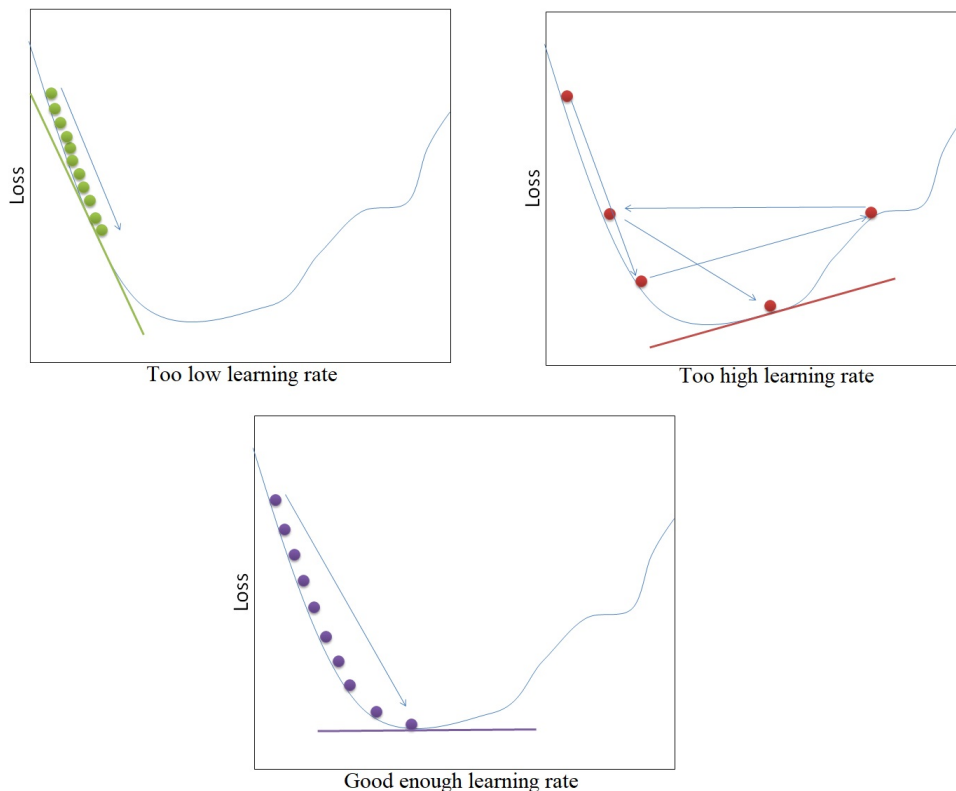 Loss
Too low learning rate
Loss
Too high learning rate
Loss
Good enough learning rate